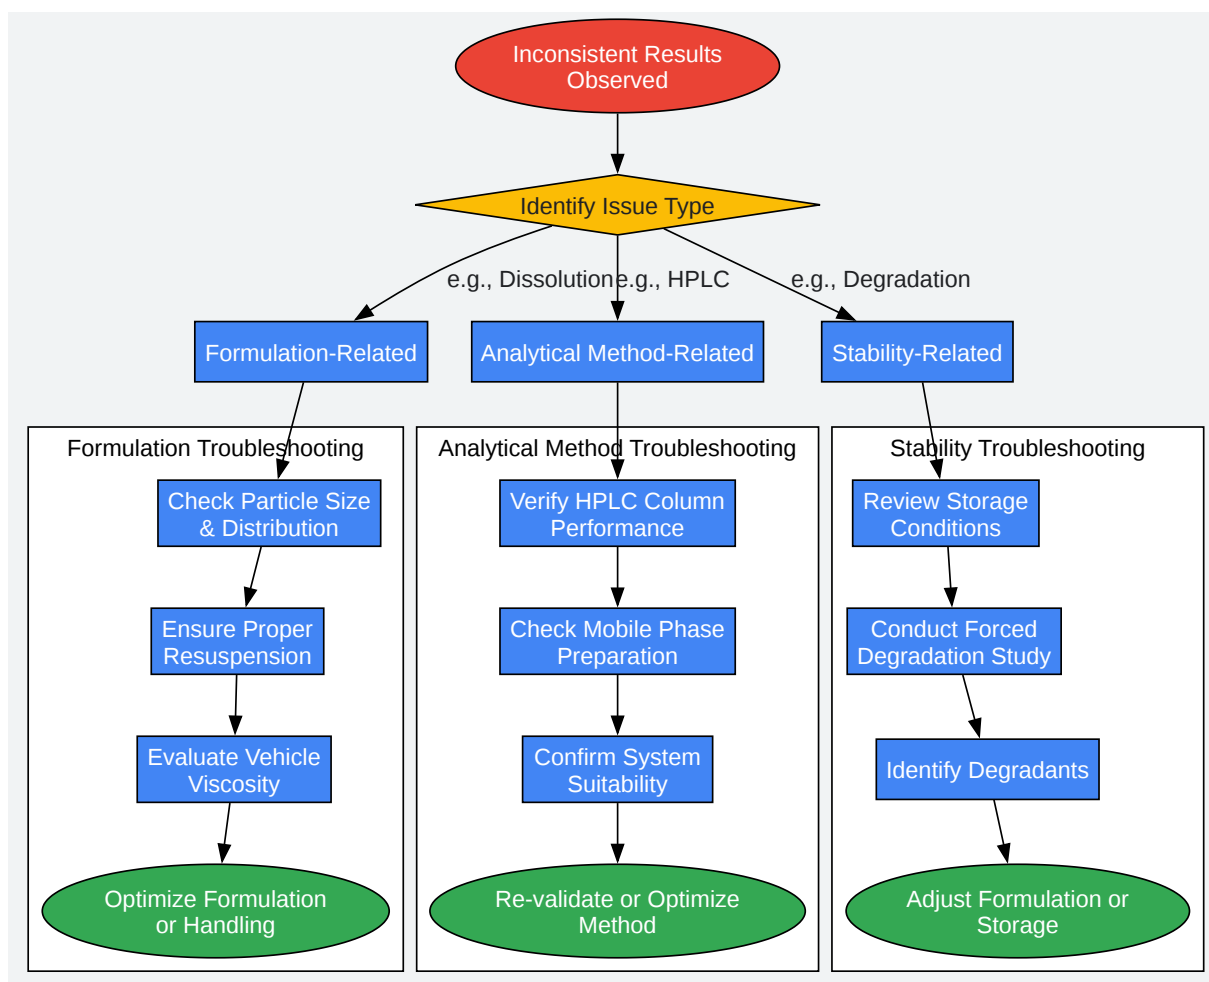 Inconsistent Results
Observed
Identify Issue Type
e.g., Dissolution
e.g., HPLC
e.g., Degradation
Formulation-Related
Analytical Method-Related
Stability-Related
Formulation Troubleshooting
Check Particle Size
& Distribution
Ensure Proper
Resuspension
Evaluate Vehicle
Viscosity
Optimize Formulation
or Handling
Analytical Method Troubleshooting
Verify HPLC Column
Performance
Check Mobile Phase
Preparation
Confirm System
Suitability
Re-validate or Optimize
Method
Stability Troubleshooting
Review Storage
Conditions
Conduct Forced
Degradation Study
Identify Degradants
Adjust Formulation or
Storage